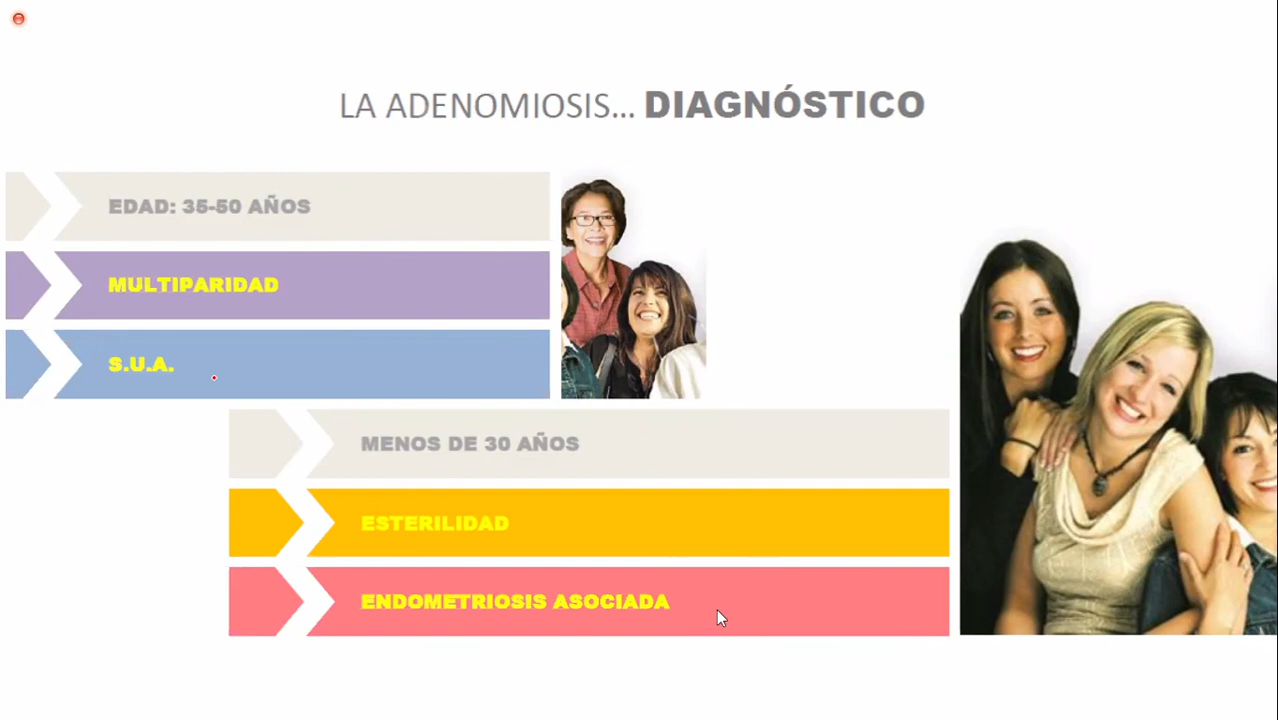 LA ADENOMIOSIS... DIAGNÓSTICO
EDAD: 35-50 AÑOS
MULTIPARIDAD
S.U.A.
MENOS DE 30 AÑOS
ESTERILIDAD
ENDOMETRIOSIS ASOCIADA